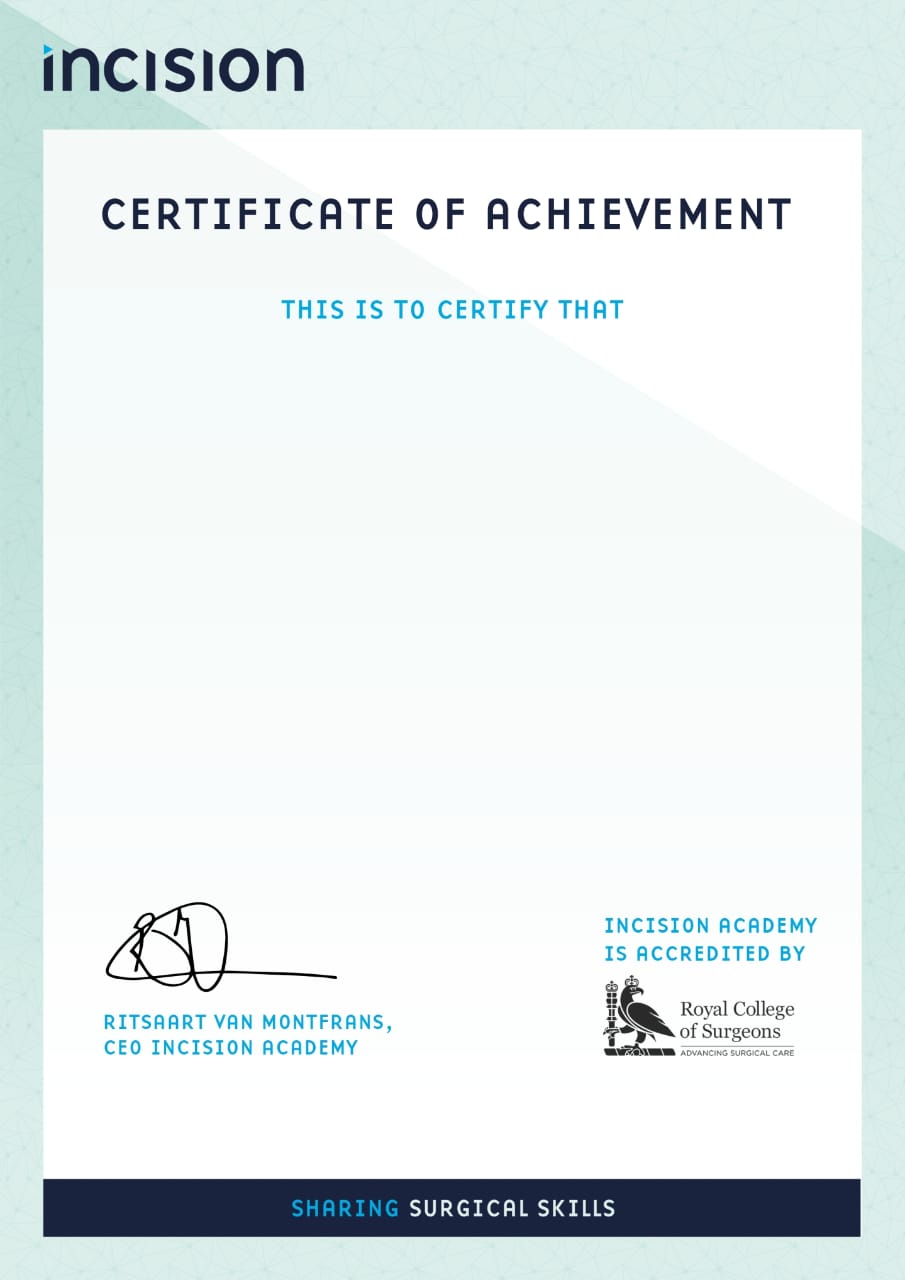 incision
CERTIFICATE OF ACHIEVEMENT
THIS IS TO CERTIFY THAT
INCISION ACADEMY
IS ACCREDITED BY
Royal College
of Surgeons
ADVANCING SURGICAL CARE
RITSAART VAN MONTFRANS,
CEO INCISION ACADEMY
SHARING SURGICAL SKILLS